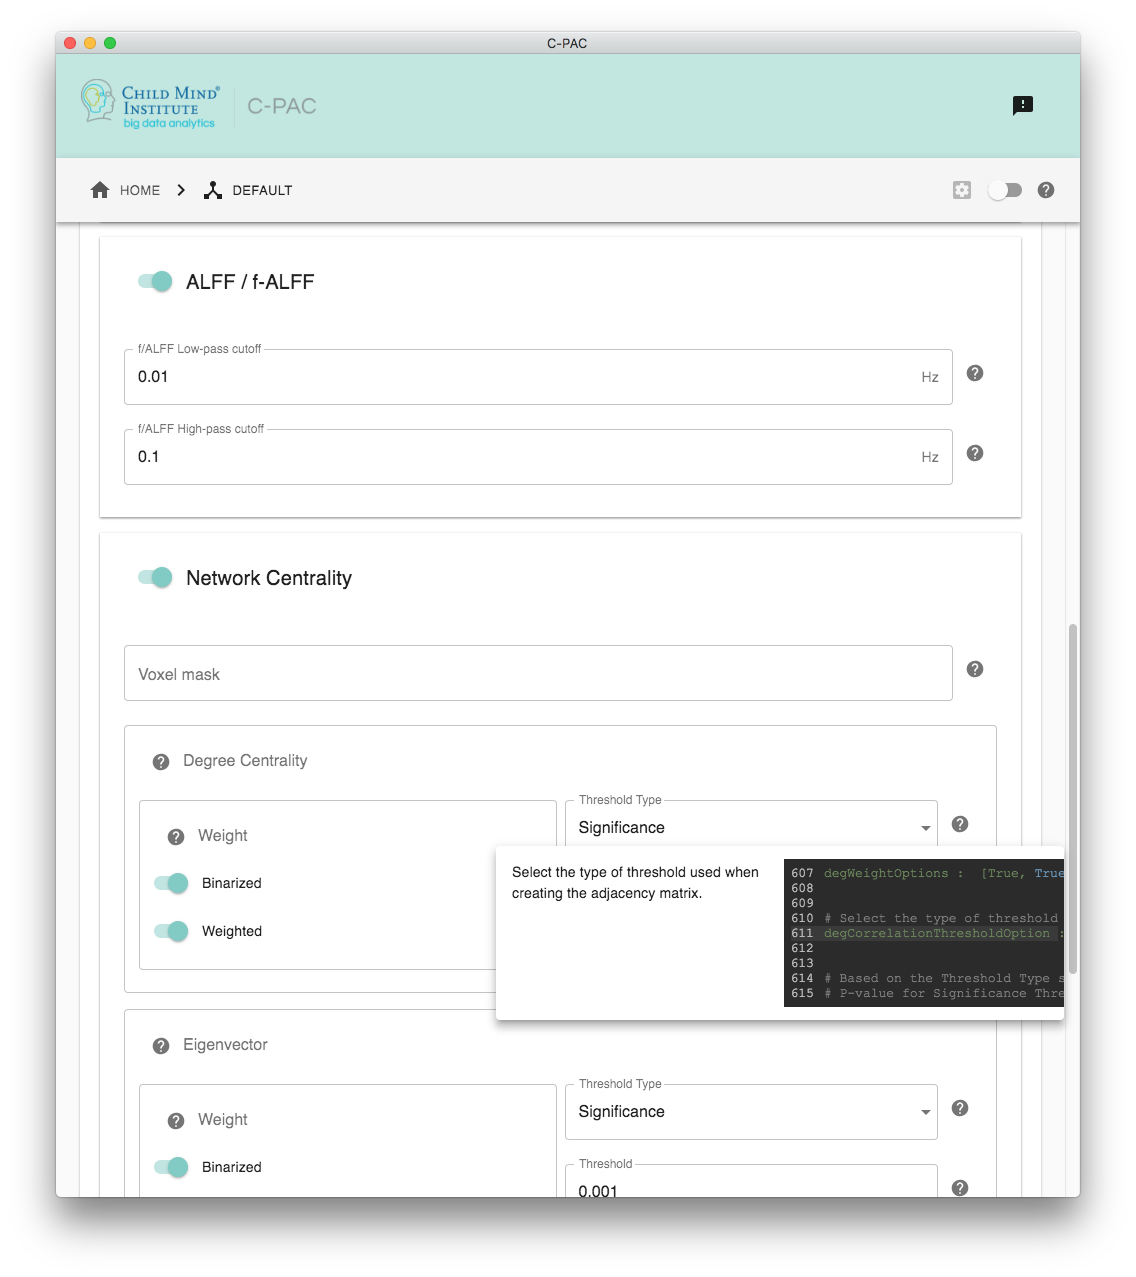 C-PAC
CHILD MIND®
INSTITUTE
big data analytics
C-PAC
HOME
DEFAULT
ALFF / f-ALFF
f/ALFF Low-pass cutoff
0.01
Hz
f/ALFF High-pass cutoff
0.1
Hz
Network Centrality
Voxel mask
Degree Centrality
Weight
Binarized
Weighted
Threshold Type
Significance
Select the type of threshold used when
creating the adjacency matrix.
607 degWeightOptions : [True, True
608
609
610 # Select the type of threshold
611 degCorrelationThresholdOption :
612
613
614 # Based on the Threshold Type s
615 # P-value for Significance Thre
Eigenvector
Weight
Binarized
Threshold Type
Significance
Threshold
0.001